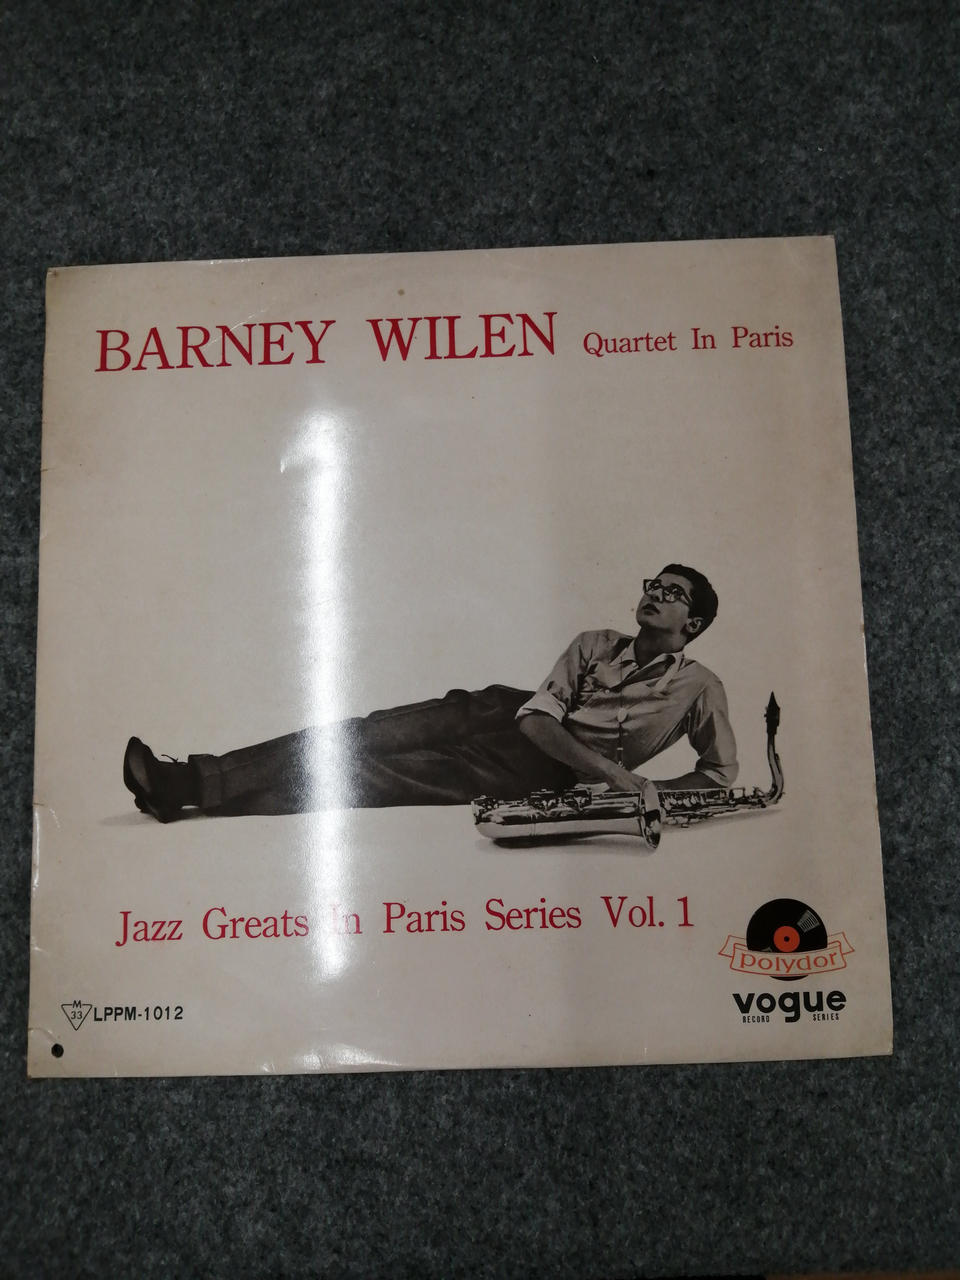 BARNEY WILEN Quartet In Paris
Jazz Greats In Paris Series Vol. 1
polydor
vogue
RECORD SERIES
M
33 LPPM-1012